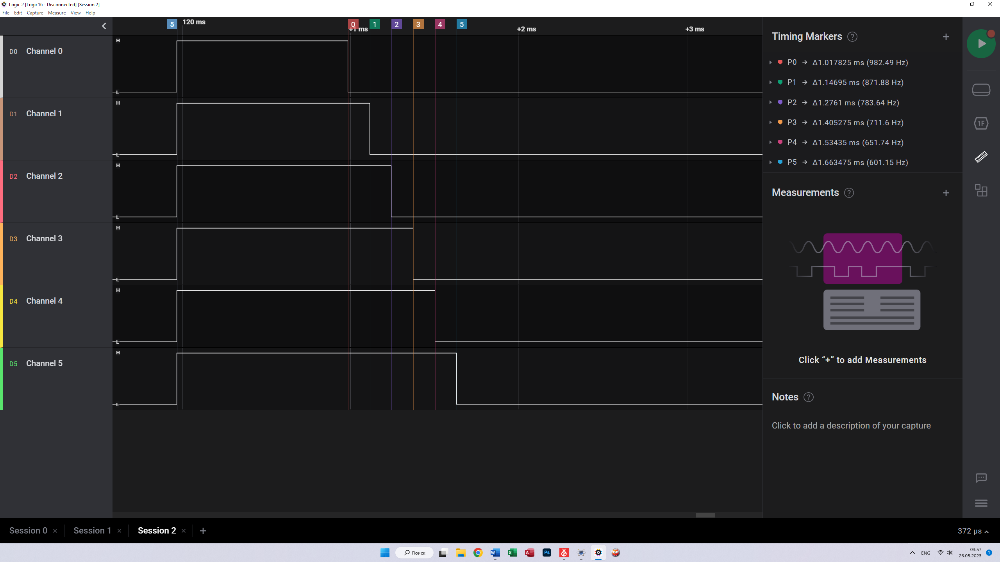 Logic 2 [Logic16 - Disconnected] [Session 2]
File Edit Capture Measure View Help
5 120 ms 0 +1 ms 1 2 3 4 5 +2 ms +3 ms
D0 Channel 0
H
L
D1 Channel 1
H
L
D2 Channel 2
H
L
D3 Channel 3
H
L
D4 Channel 4
H
L
D5 Channel 5
H
L
Timing Markers ? +
P0 → Δ1.017825 ms (982.49 Hz)
P1 → Δ1.14695 ms (871.88 Hz)
P2 → Δ1.2761 ms (783.64 Hz)
P3 → Δ1.405275 ms (711.6 Hz)
P4 → Δ1.53435 ms (651.74 Hz)
P5 → Δ1.663475 ms (601.15 Hz)
Measurements ? +
Click “+” to add Measurements
Notes ?
Click to add a description of your capture
1F
Session 0 × Session 1 × Session 2 × +
372 μs
Поиск
W X A Ps
ENG
03:57
26.05.2023
1